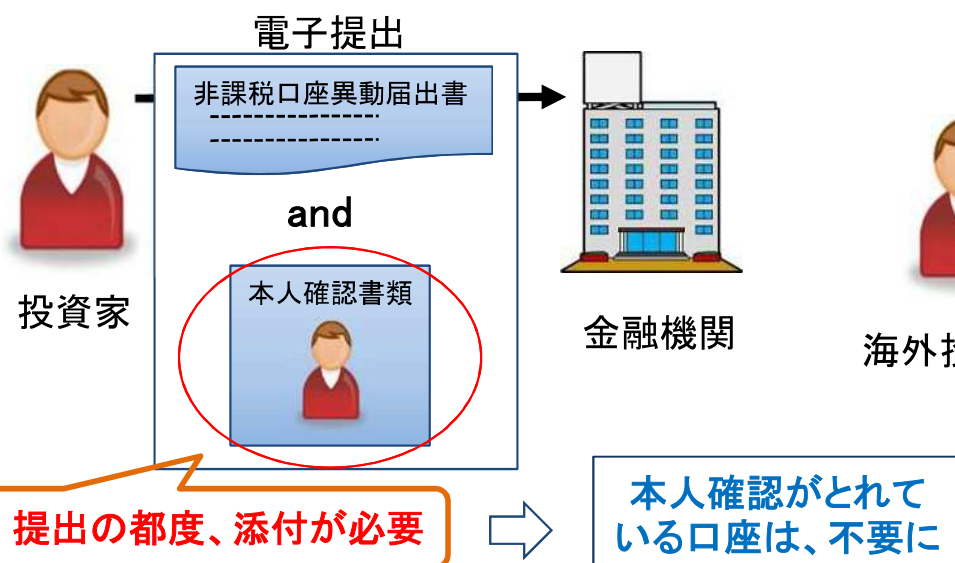 電子提出
非課税口座異動届出書
and
本人確認書類
投資家
金融機関
海外投
提出の都度、添付が必要
本人確認がとれて
いる口座は、不要に